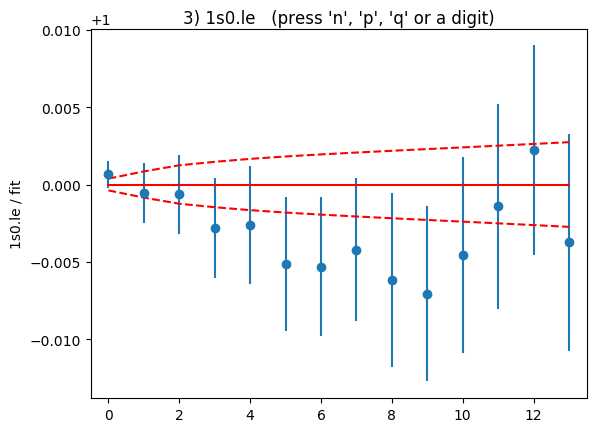 3) 1s0.le   (press 'n', 'p', 'q' or a digit)
+1
0.010
0.005
0.000
−0.005
−0.010
1s0.le / fit
0 2 4 6 8 10 12